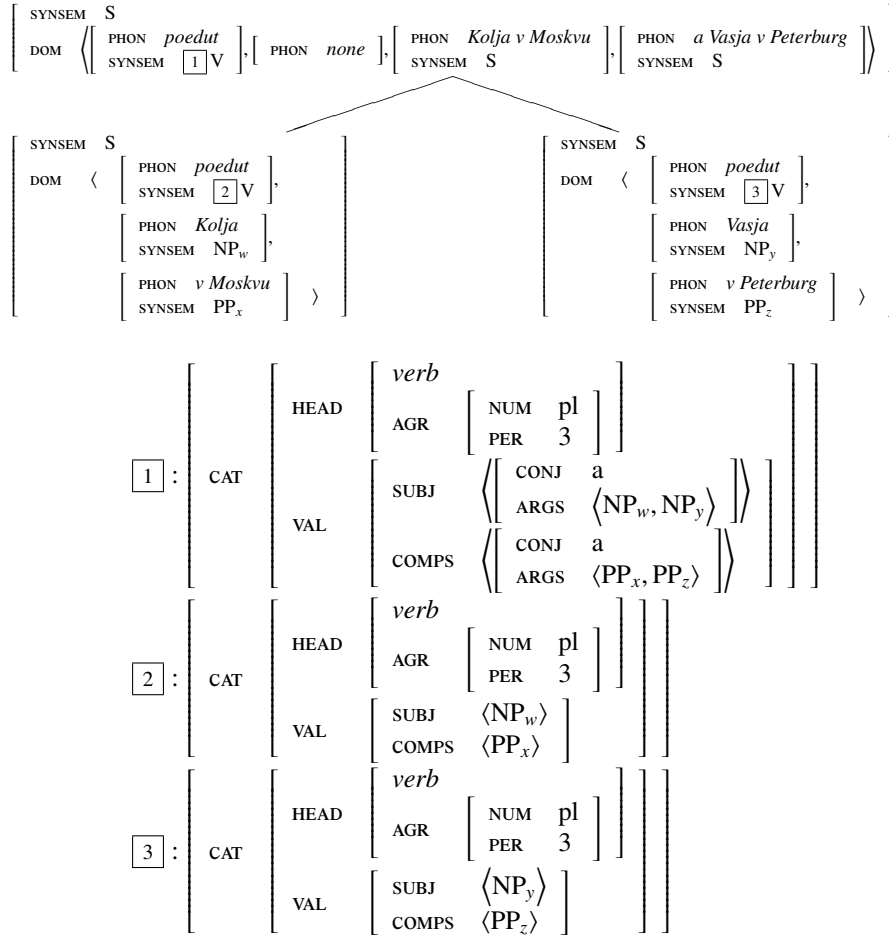 SYNSEM S
DOM ⟨[PHON poedut SYNSEM [1]V], [PHON none], [PHON Kolja v Moskvu SYNSEM S], [PHON a Vasja v Peterburg SYNSEM S]⟩
SYNSEM S
DOM ⟨ [PHON poedut
SYNSEM [2]V],
[PHON Kolja
SYNSEM NP_w],
[PHON v Moskvu
SYNSEM PP_x] ⟩
SYNSEM S
DOM ⟨ [PHON poedut
SYNSEM [3]V],
[PHON Vasja
SYNSEM NP_y],
[PHON v Peterburg
SYNSEM PP_z] ⟩
verb
HEAD
AGR [NUM pl
PER 3]
[1] : CAT
SUBJ ⟨[CONJ a
ARGS ⟨NP_w, NP_y⟩]⟩
VAL
COMPS ⟨[CONJ a
ARGS ⟨PP_x, PP_z⟩]⟩
verb
HEAD
AGR [NUM pl
PER 3]
[2] : CAT
VAL [SUBJ ⟨NP_w⟩
COMPS ⟨PP_x⟩]
verb
HEAD
AGR [NUM pl
PER 3]
[3] : CAT
VAL [SUBJ ⟨NP_y⟩
COMPS ⟨PP_z⟩]